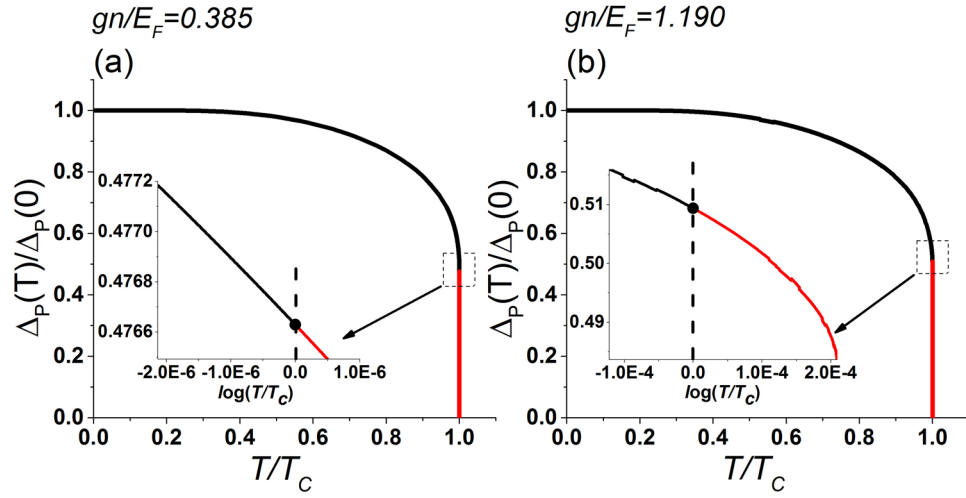 gn/E_F=0.385
(a)
Δ_P(T)/Δ_P(0)
1.0
0.8
0.6
0.4
0.2
0.0
0.0 0.2 0.4 0.6 0.8 1.0
T/T_C
0.4772
0.4770
0.4768
0.4766
-2.0E-6 -1.0E-6 0.0 1.0E-6
log(T/T_C)
gn/E_F=1.190
(b)
Δ_P(T)/Δ_P(0)
1.0
0.8
0.6
0.4
0.2
0.0
0.0 0.2 0.4 0.6 0.8 1.0
T/T_C
0.51
0.50
0.49
-1.0E-4 0.0 1.0E-4 2.0E-4
log(T/T_C)